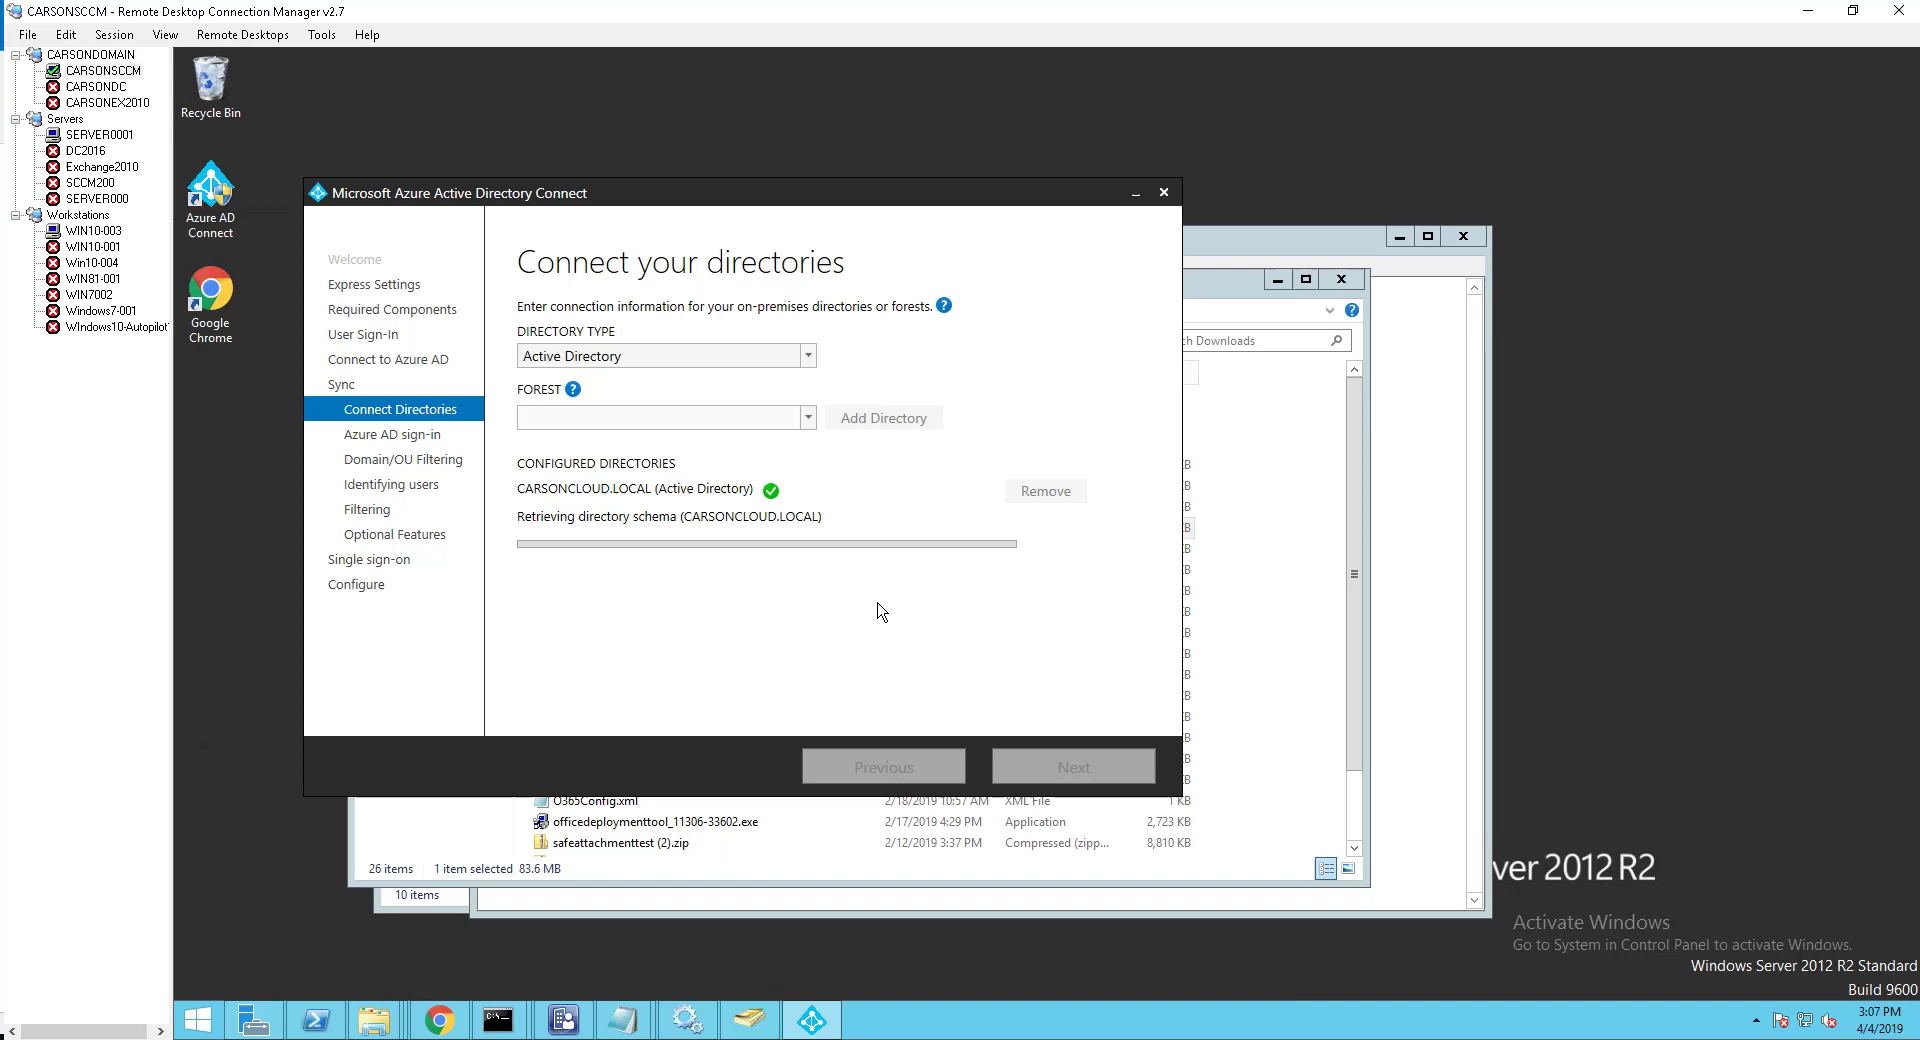 CARSONSCCM - Remote Desktop Connection Manager v2.7
File Edit Session View Remote Desktops Tools Help
CARSONDOMAIN
CARSONSCCM
CARSONDC
CARSONEX2010
Servers
SERVER0001
DC2016
Exchange2010
SCCM200
SERVER000
Workstations
WIN10-003
WIN10-001
Win10-004
WIN81-001
WIN7002
Windows7-001
WIndows10-Autopilot
Recycle Bin
Azure AD
Connect
Google
Chrome
Microsoft Azure Active Directory Connect
Welcome
Express Settings
Required Components
User Sign-In
Connect to Azure AD
Sync
Connect Directories
Azure AD sign-in
Domain/OU Filtering
Identifying users
Filtering
Optional Features
Single sign-on
Configure
Connect your directories
Enter connection information for your on-premises directories or forests. ?
DIRECTORY TYPE
Active Directory
FOREST ?
Add Directory
CONFIGURED DIRECTORIES
CARSONCLOUD.LOCAL (Active Directory)
Remove
Retrieving directory schema (CARSONCLOUD.LOCAL)
Previous Next
ch Downloads
O365Config.xml 2/18/2019 10:57 AM XML File 1 KB
officedeploymenttool_11306-33602.exe 2/17/2019 4:29 PM Application 2,723 KB
safeattachmenttest (2).zip 2/12/2019 3:37 PM Compressed (zipp... 8,810 KB
26 items 1 item selected 83.6 MB
10 items
ver 2012 R2
Activate Windows
Go to System in Control Panel to activate Windows.
Windows Server 2012 R2 Standard
Build 9600
3:07 PM
4/4/2019